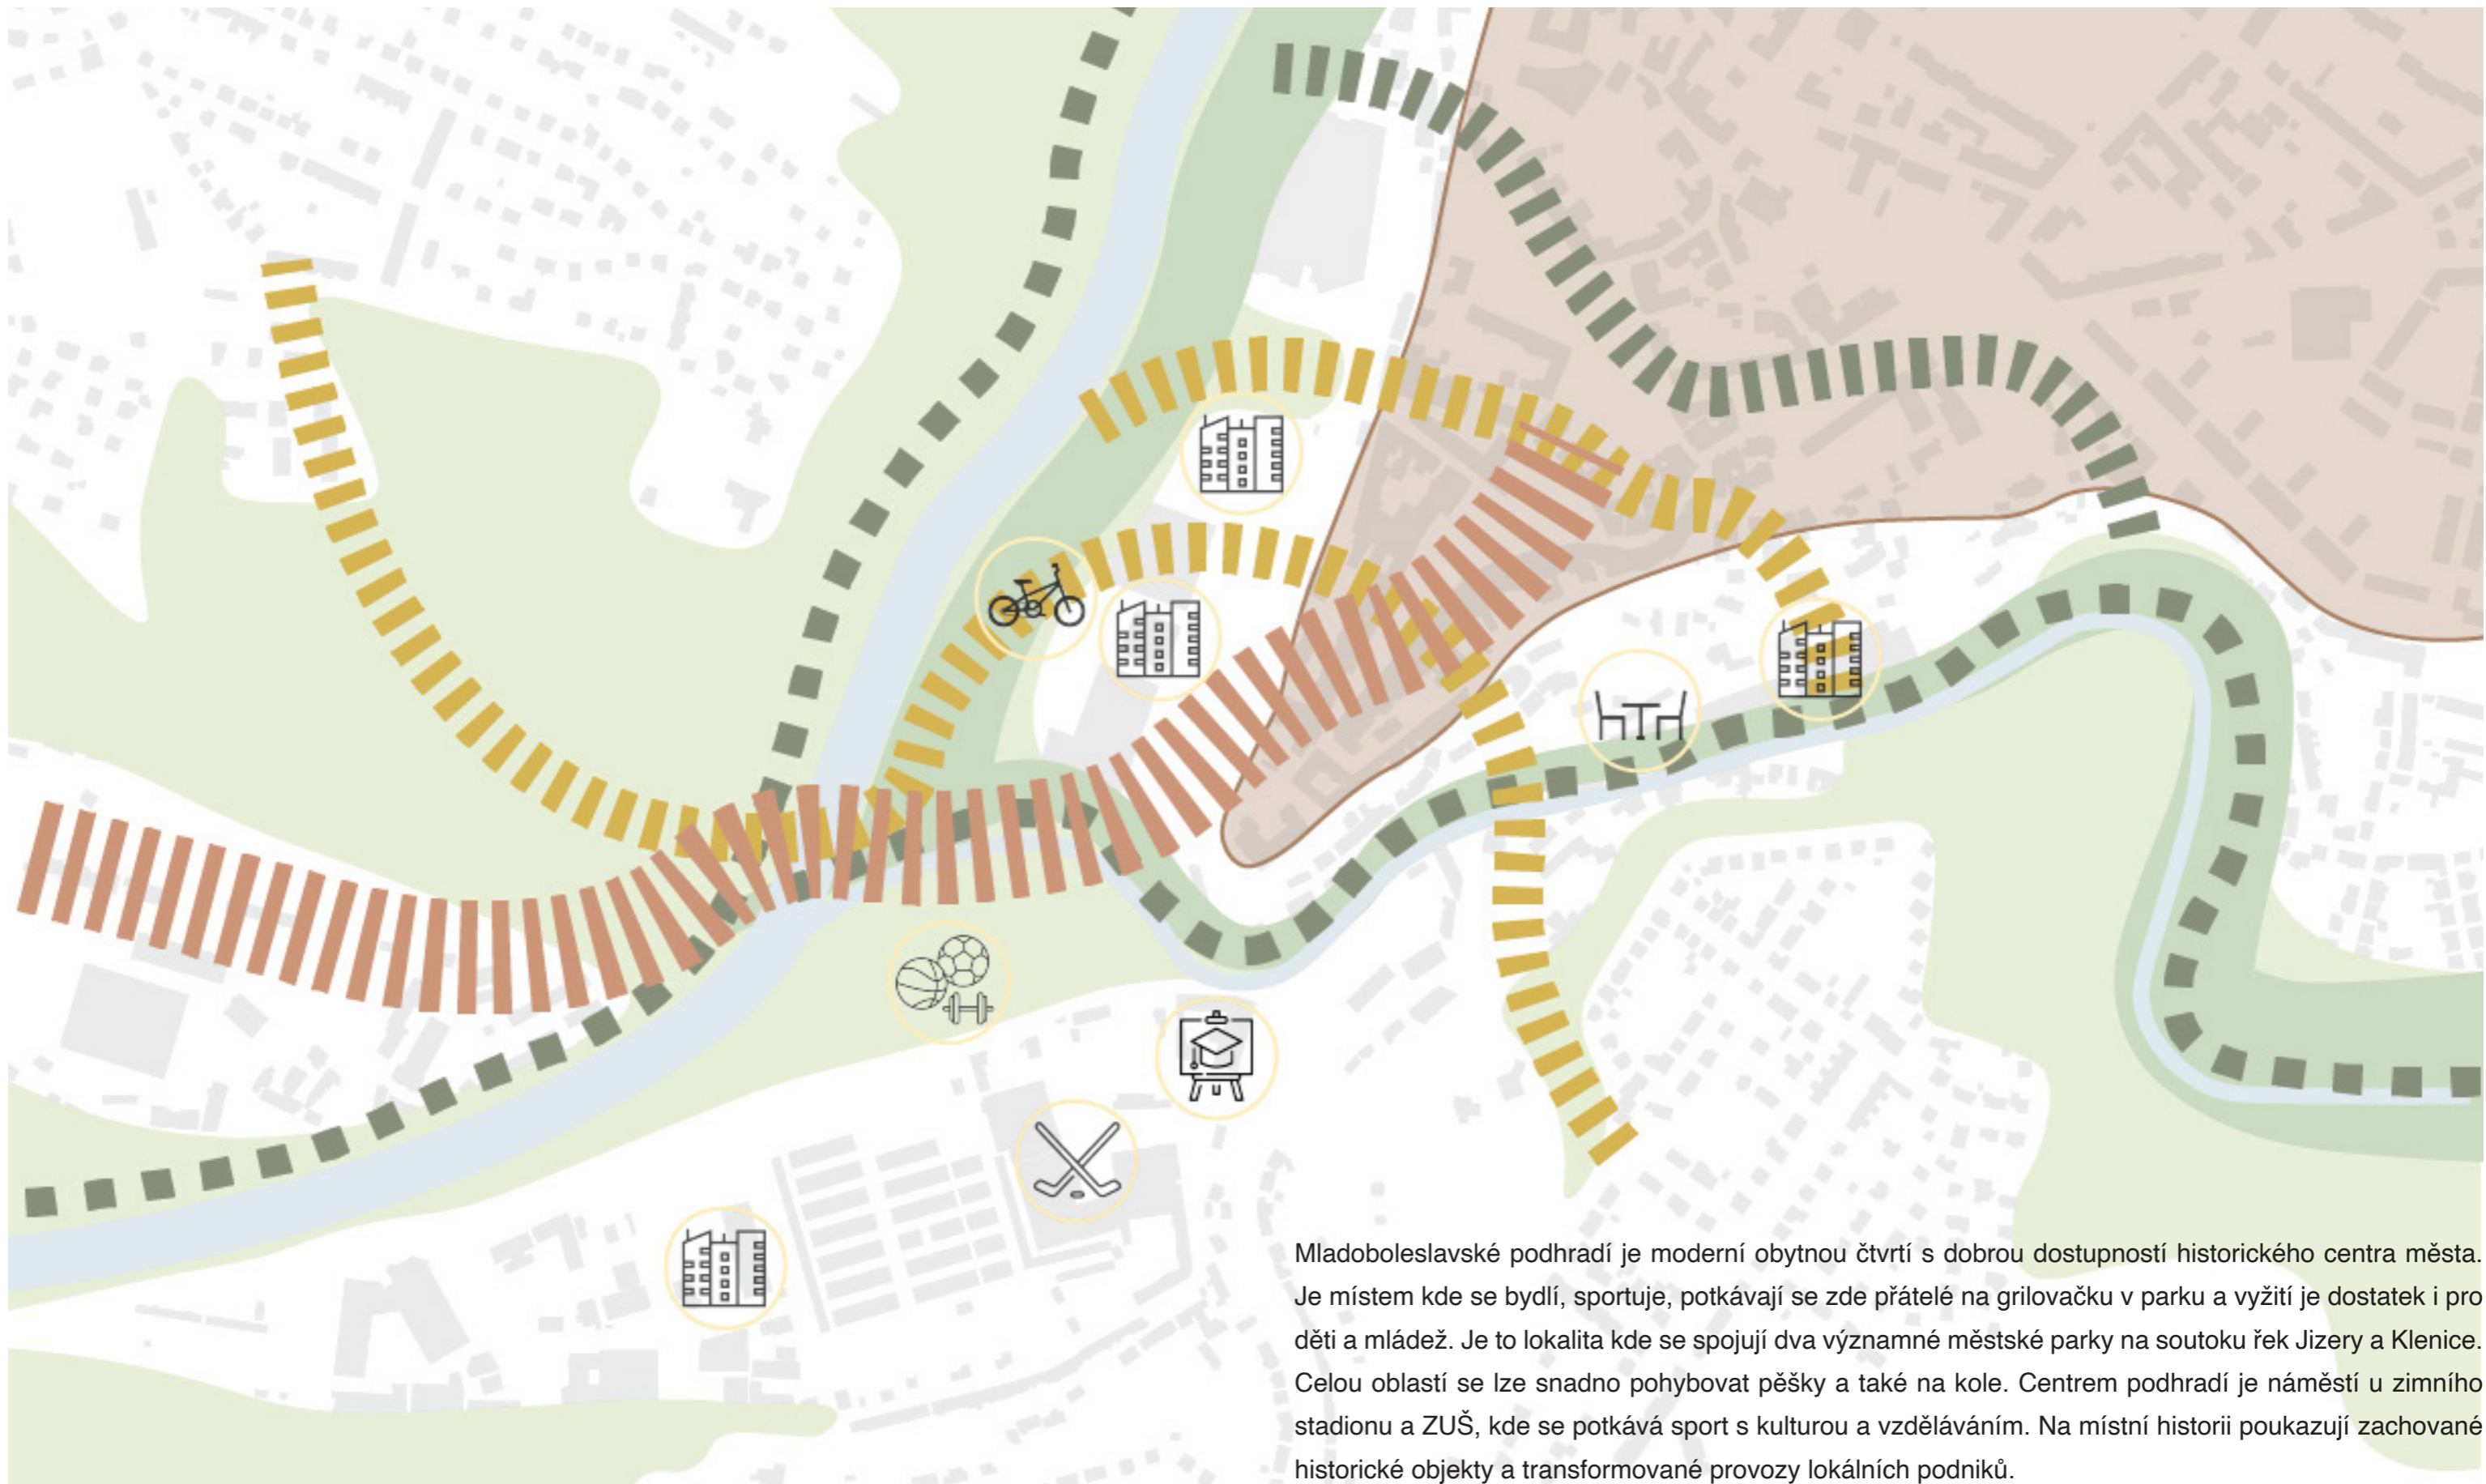 Mladoboleslavské podhradí je moderní obytnou čtvrtí s dobrou dostupností historického centra města.
Je místem kde se bydlí, sportuje, potkávají se zde přátelé na grilovačku v parku a vyžití je dostatek i pro
děti a mládež. Je to lokalita kde se spojují dva významné městské parky na soutoku řek Jizery a Klenice.
Celou oblastí se lze snadno pohybovat pěšky a také na kole. Centrem podhradí je náměstí u zimního
stadionu a ZUŠ, kde se potkává sport s kulturou a vzděláváním. Na místní historii poukazují zachované
historické objekty a transformované provozy lokálních podniků.